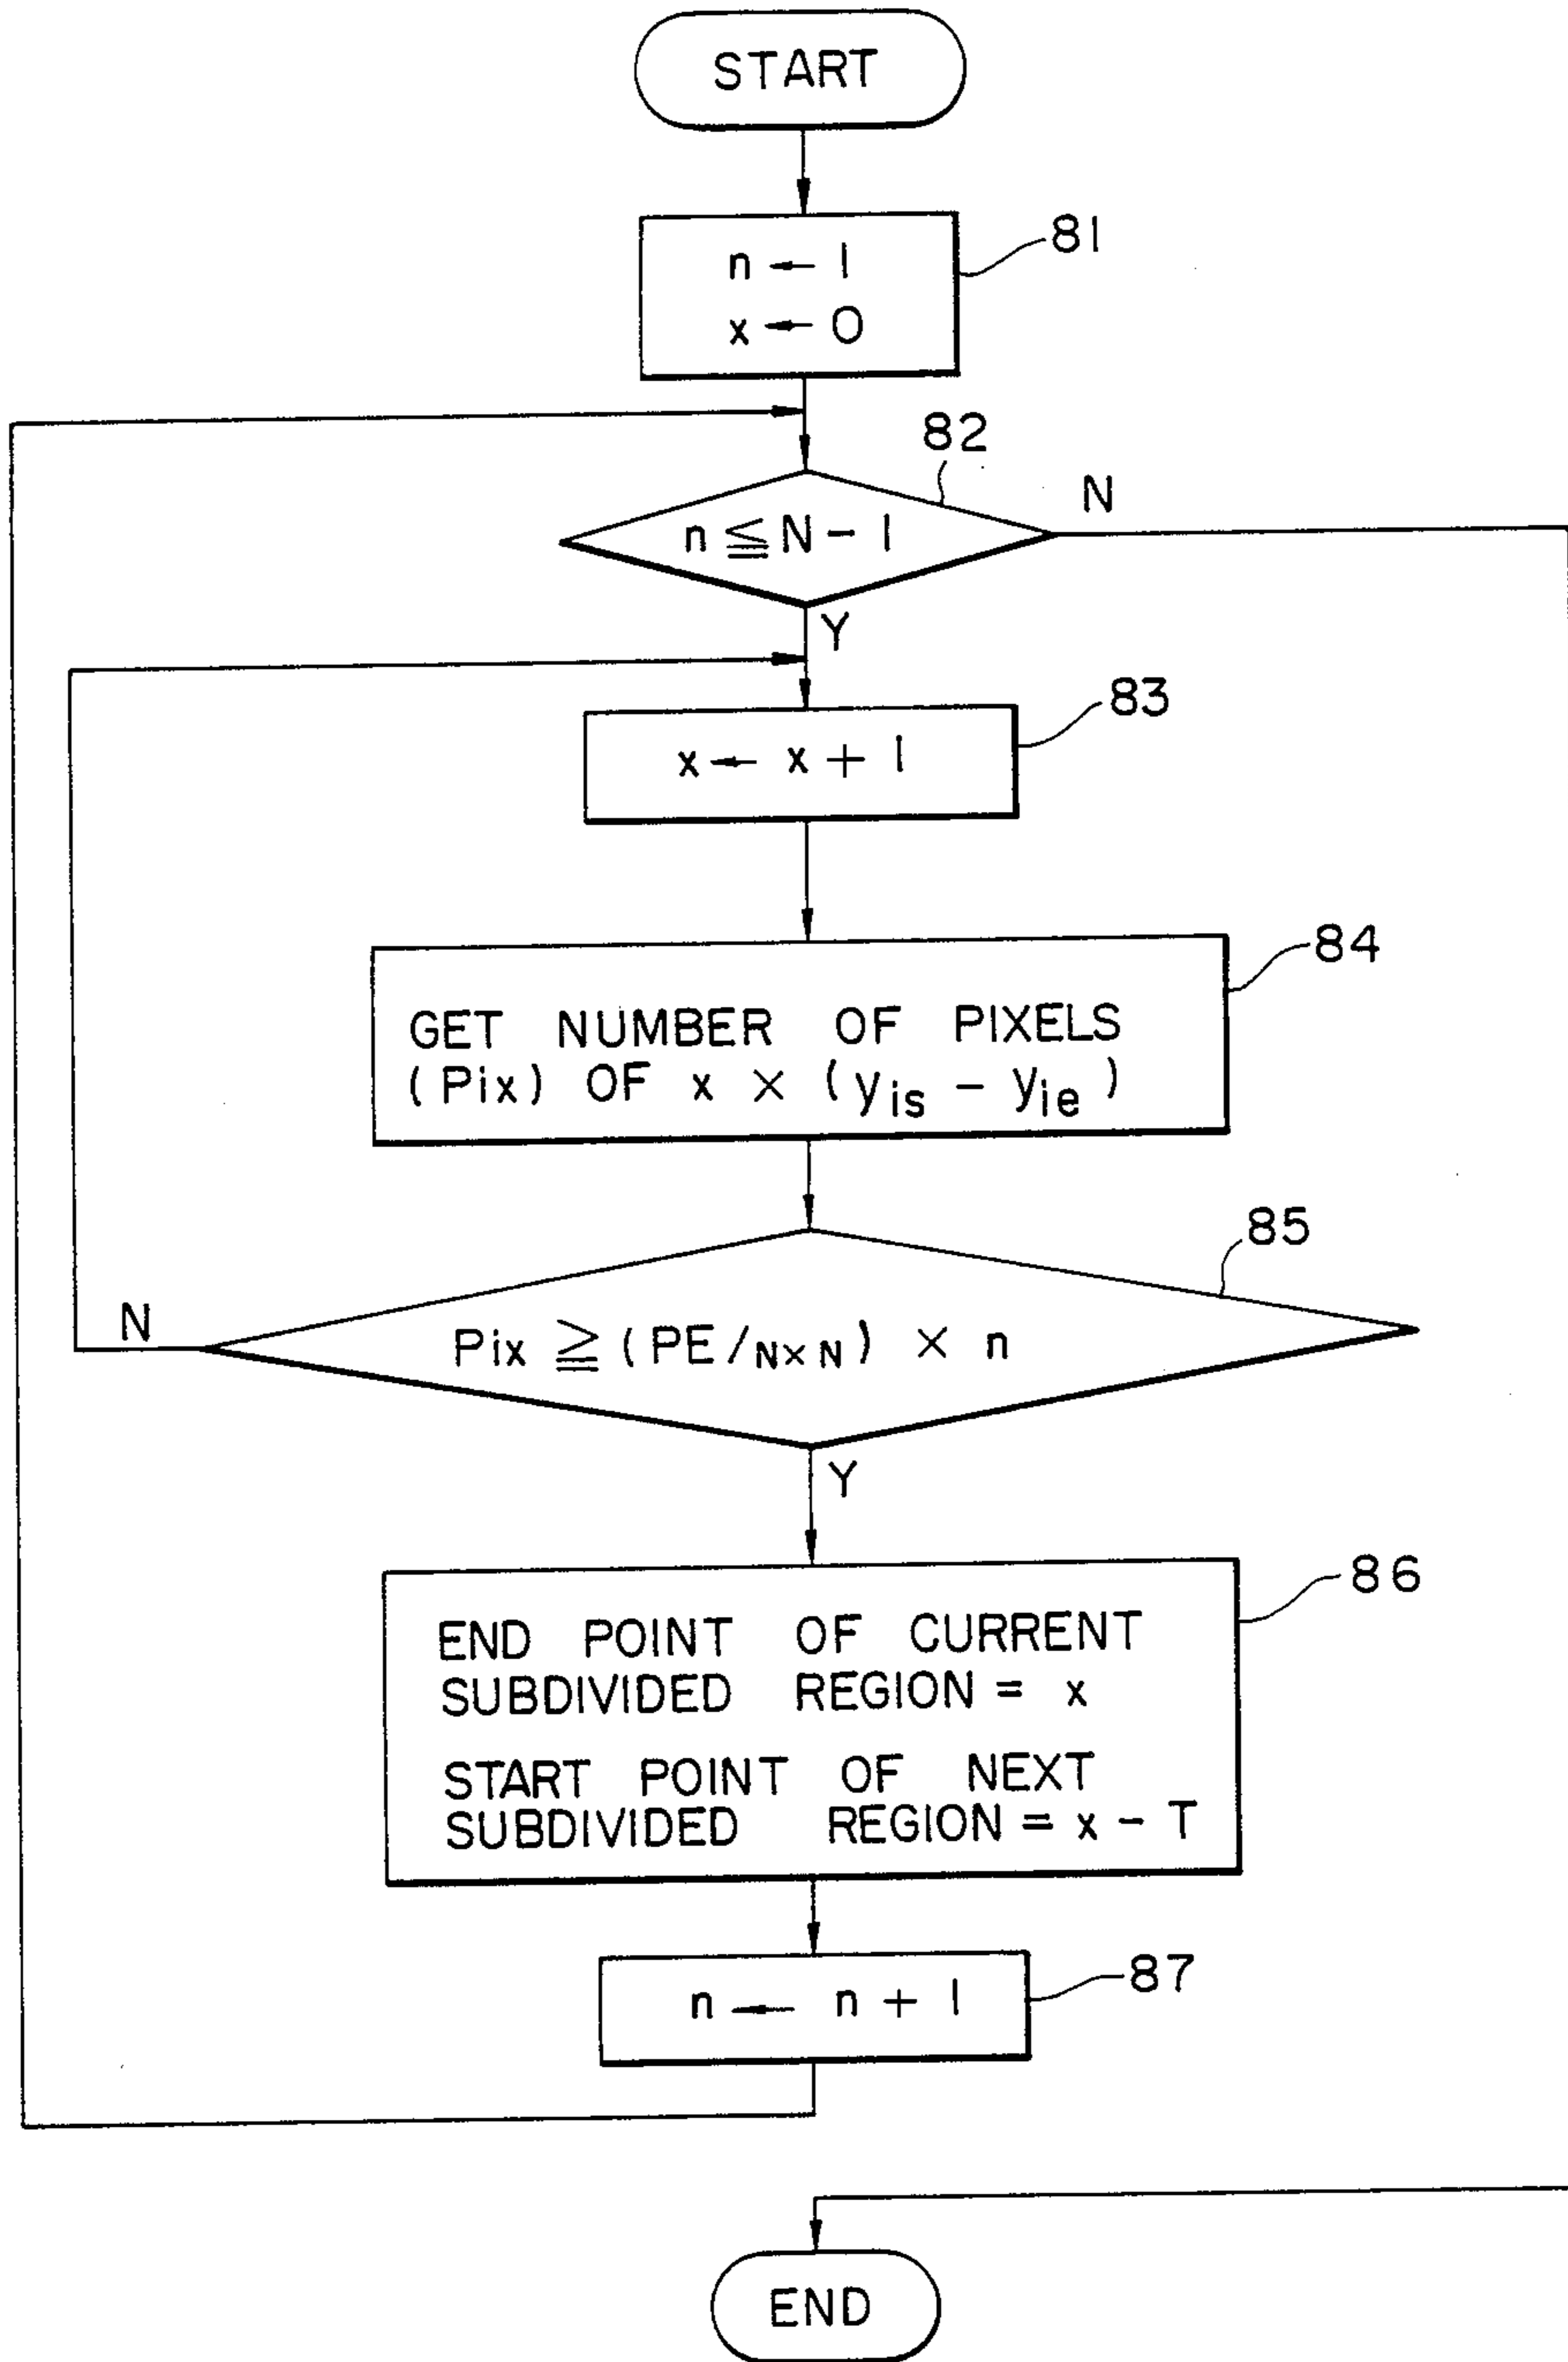 START
81
n ← 1
x ← 0
82
N
n ≦ N - 1
Y
83
x ← x + 1
84
GET NUMBER OF PIXELS
(Pix) OF x × (yis - yie)
85
N
Pix ≧ (PE/N×N) × n
Y
86
END POINT OF CURRENT
SUBDIVIDED REGION = x
START POINT OF NEXT
SUBDIVIDED REGION = x - T
87
n ← n + 1
END